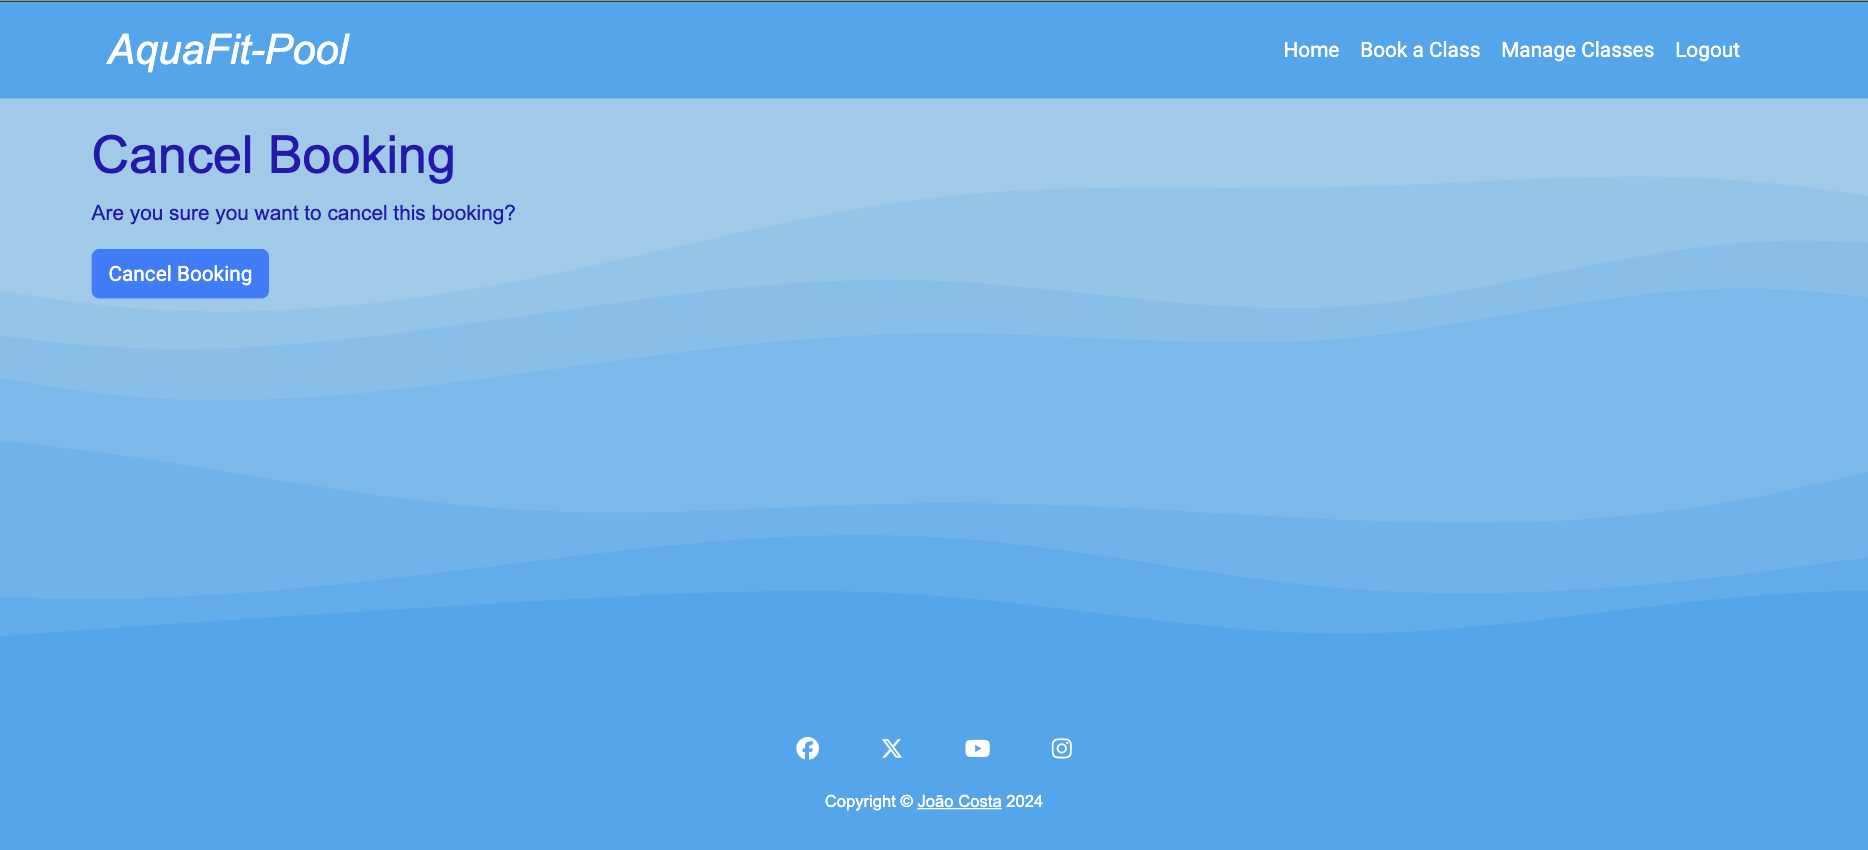 AquaFit-Pool
Home Book a Class Manage Classes Logout
Cancel Booking
Are you sure you want to cancel this booking?
Cancel Booking
Copyright © João Costa 2024